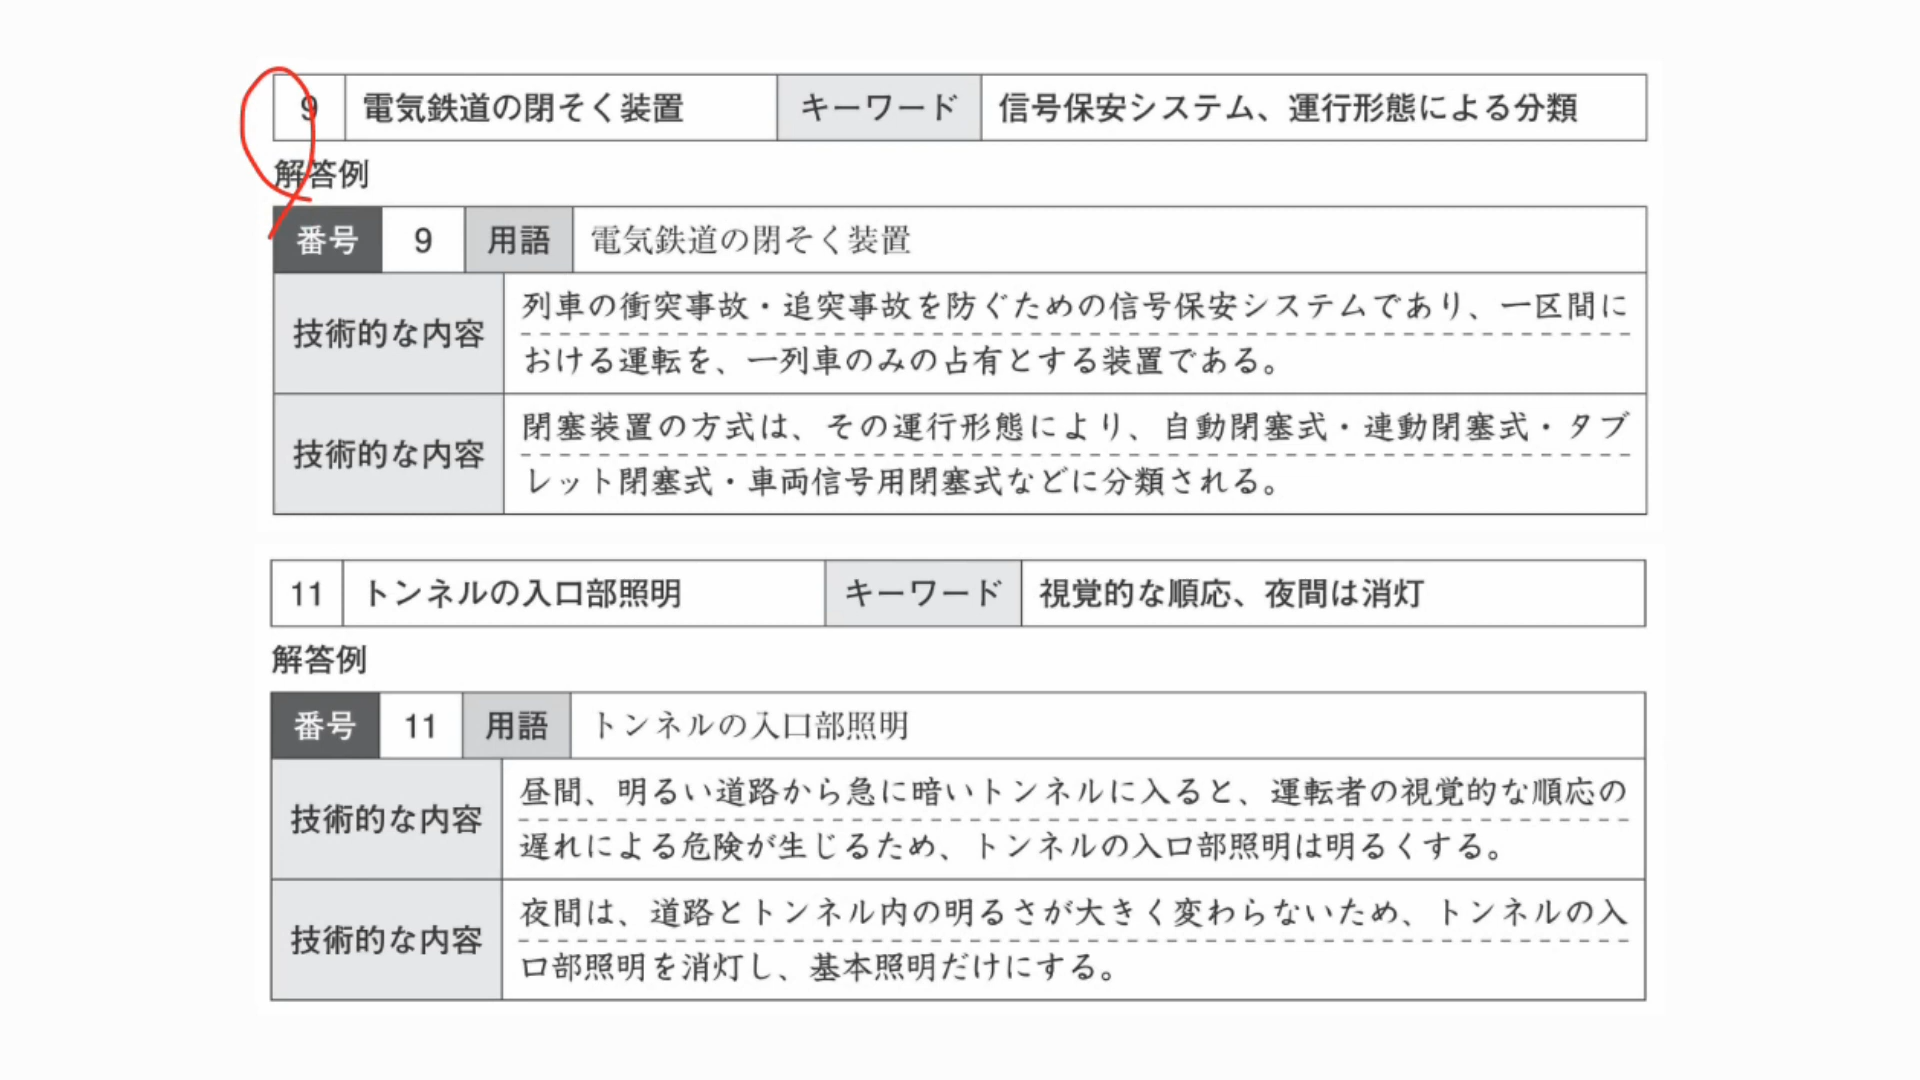 9 電気鉄道の閉そく装置 キーワード 信号保安システム、運行形態による分類
解答例
番号 9 用語 電気鉄道の閉そく装置
技術的な内容
列車の衝突事故・追突事故を防ぐための信号保安システムであり、一区間に
おける運転を、一列車のみの占有とする装置である。
技術的な内容
閉塞装置の方式は、その運行形態により、自動閉塞式・連動閉塞式・タブ
レット閉塞式・車両信号用閉塞式などに分類される。
11 トンネルの入口部照明 キーワード 視覚的な順応、夜間は消灯
解答例
番号 11 用語 トンネルの入口部照明
技術的な内容
昼間、明るい道路から急に暗いトンネルに入ると、運転者の視覚的な順応の
遅れによる危険が生じるため、トンネルの入口部照明は明るくする。
技術的な内容
夜間は、道路とトンネル内の明るさが大きく変わらないため、トンネルの入
口部照明を消灯し、基本照明だけにする。